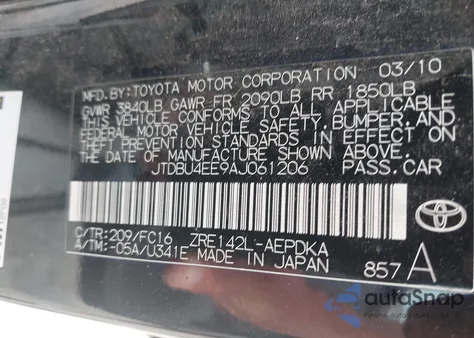 MFD.BY:TOYOTA MOTOR CORPORATION 03/10
GVWR 3840LB GAWR FR 2090LB RR 1850LB
THIS VEHICLE CONFORMS TO ALL APPLICABLE
FEDERAL MOTOR VEHICLE SAFETY,BUMPER,AND
THEFT PREVENTION STANDARDS IN EFFECT ON
THE DATE OF MANUFACTURE SHOWN ABOVE.
JTDBU4EE9AJ061206 PASS.CAR
C/TR:209/FC16 ZRE142L-AEPDKA
A/TM:-05A/U341E MADE IN JAPAN
857 A
TOYOTA
autoSnap